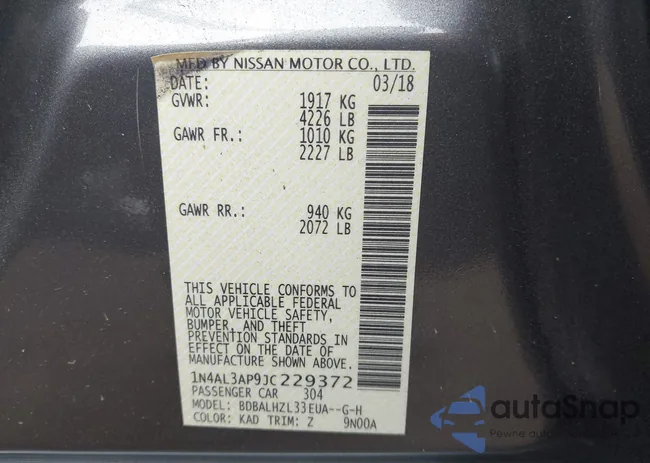 MFD BY NISSAN MOTOR CO., LTD.
DATE: 03/18
GVWR: 1917 KG
4226 LB
GAWR FR.: 1010 KG
2227 LB
GAWR RR.: 940 KG
2072 LB
THIS VEHICLE CONFORMS TO
ALL APPLICABLE FEDERAL
MOTOR VEHICLE SAFETY,
BUMPER, AND THEFT
PREVENTION STANDARDS IN
EFFECT ON THE DATE OF
MANUFACTURE SHOWN ABOVE.
1N4AL3AP9JC229372
PASSENGER CAR 304
MODEL: BDBALHZL33EUA--G-H
COLOR: KAD TRIM: Z 9N00A
autoSnap
Pewne auto